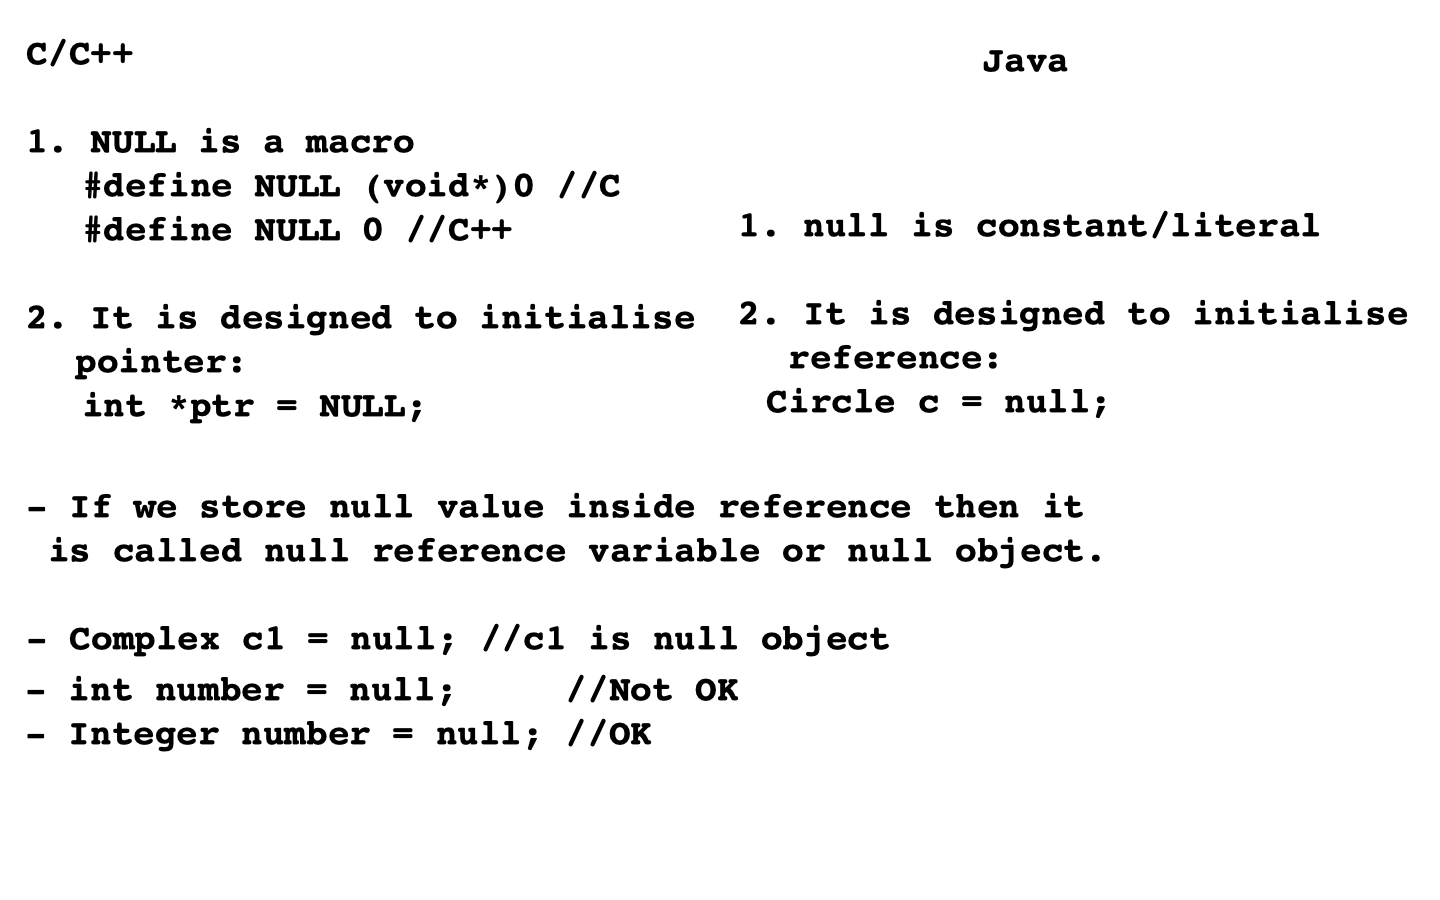 C/C++
1. NULL is a macro
#define NULL (void*)0 //C
#define NULL 0 //C++
2. It is designed to initialise
pointer:
int *ptr = NULL;
Java
1. null is constant/literal
2. It is designed to initialise
reference:
Circle c = null;
- If we store null value inside reference then it
is called null reference variable or null object.
- Complex c1 = null; //c1 is null object
- int number = null; //Not OK
- Integer number = null; //OK